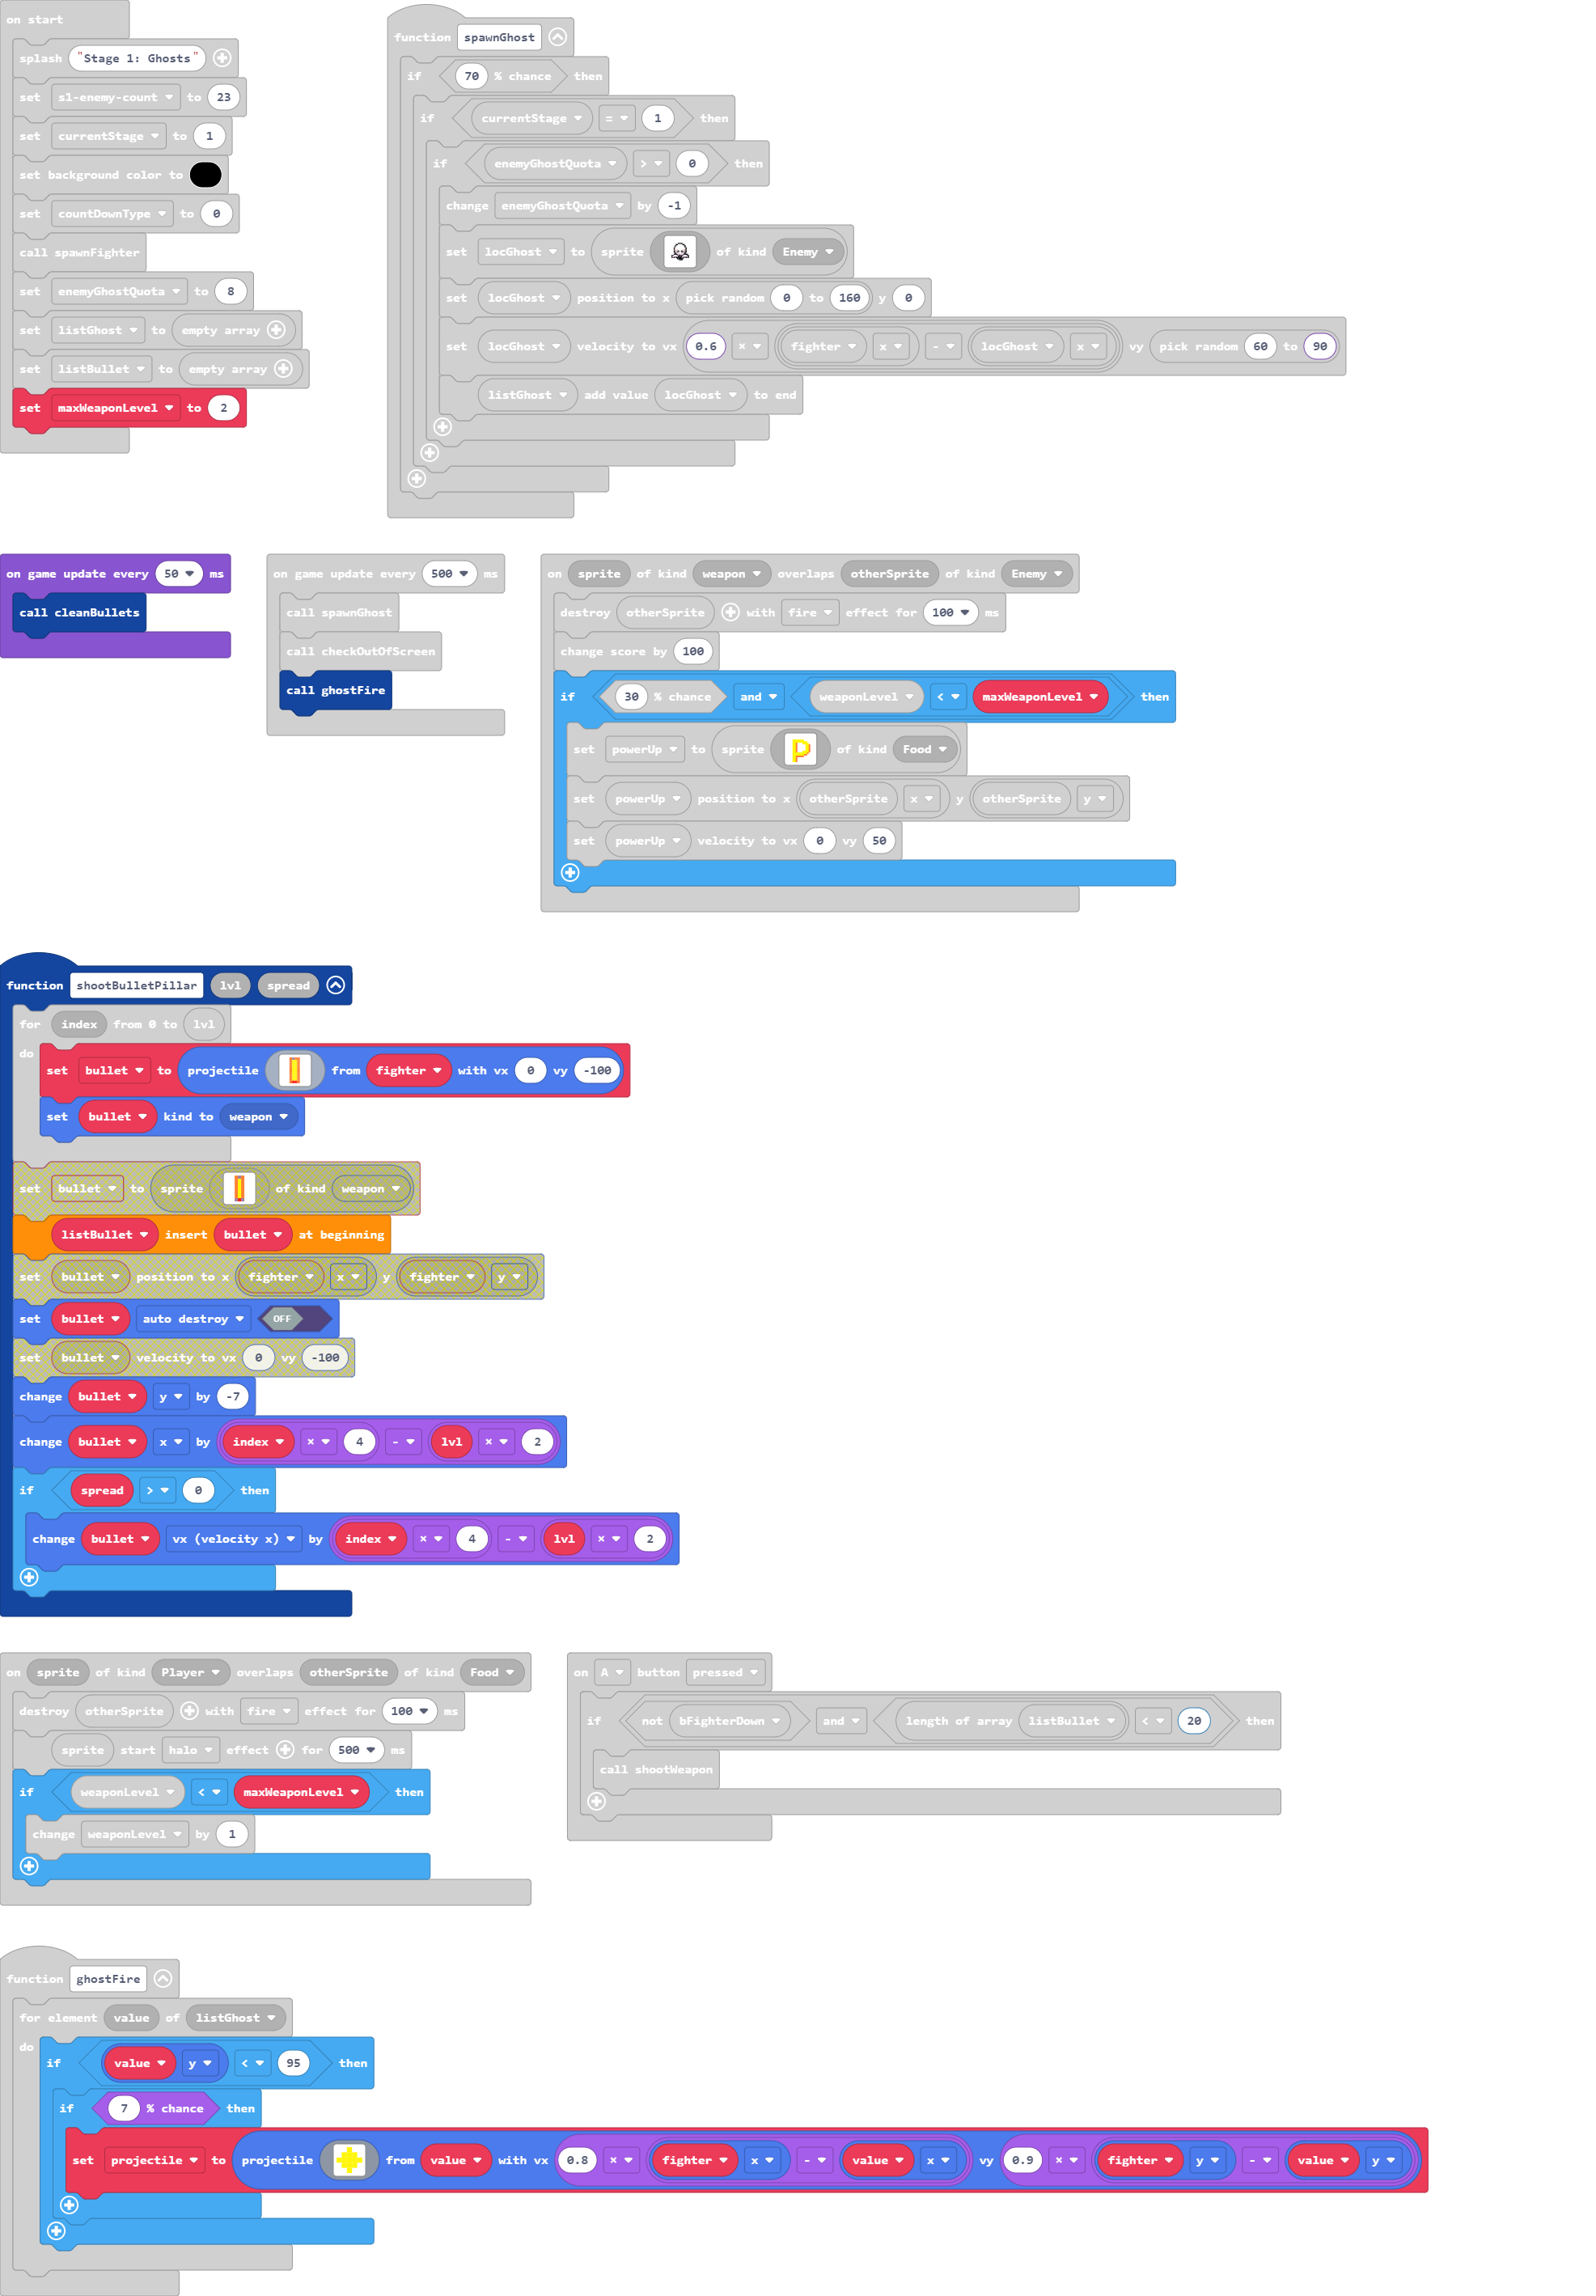 on start
splash "Stage 1: Ghosts"
set sl-enemy-count to 23
set currentStage to 1
set background color to
set countDownType to 0
call spawnFighter
set enemyGhostQuota to 8
set listGhost to empty array
set listBullet to empty array
set maxWeaponLevel to 2
function spawnGhost
if 70 % chance then
if currentStage = 1 then
if enemyGhostQuota > 0 then
change enemyGhostQuota by -1
set locGhost to sprite of kind Enemy
set locGhost position to x pick random 0 to 160 y 0
set locGhost velocity to vx 0.6 × fighter x - locGhost x vy pick random 60 to 90
listGhost add value locGhost to end
on game update every 50 ms
call cleanBullets
on game update every 500 ms
call spawnGhost
call checkOutOfScreen
call ghostFire
on sprite of kind weapon overlaps otherSprite of kind Enemy
destroy otherSprite with fire effect for 100 ms
change score by 100
if 30 % chance and weaponLevel < maxWeaponLevel then
set powerUp to sprite of kind Food
set powerUp position to x otherSprite x y otherSprite y
set powerUp velocity to vx 0 vy 50
function shootBulletPillar lvl spread
for index from 0 to lvl
do
set bullet to projectile from fighter with vx 0 vy -100
set bullet kind to weapon
set bullet to sprite of kind weapon
listBullet insert bullet at beginning
set bullet position to x fighter x y fighter y
set bullet auto destroy OFF
set bullet velocity to vx 0 vy -100
change bullet y by -7
change bullet x by index × 4 - lvl × 2
if spread > 0 then
change bullet vx (velocity x) by index × 4 - lvl × 2
on sprite of kind Player overlaps otherSprite of kind Food
destroy otherSprite with fire effect for 100 ms
sprite start halo effect for 500 ms
if weaponLevel < maxWeaponLevel then
change weaponLevel by 1
on A button pressed
if not bFighterDown and length of array listBullet < 20 then
call shootWeapon
function ghostFire
for element value of listGhost
do
if value y < 95 then
if 7 % chance then
set projectile to projectile from value with vx 0.8 × fighter x - value x vy 0.9 × fighter y - value y